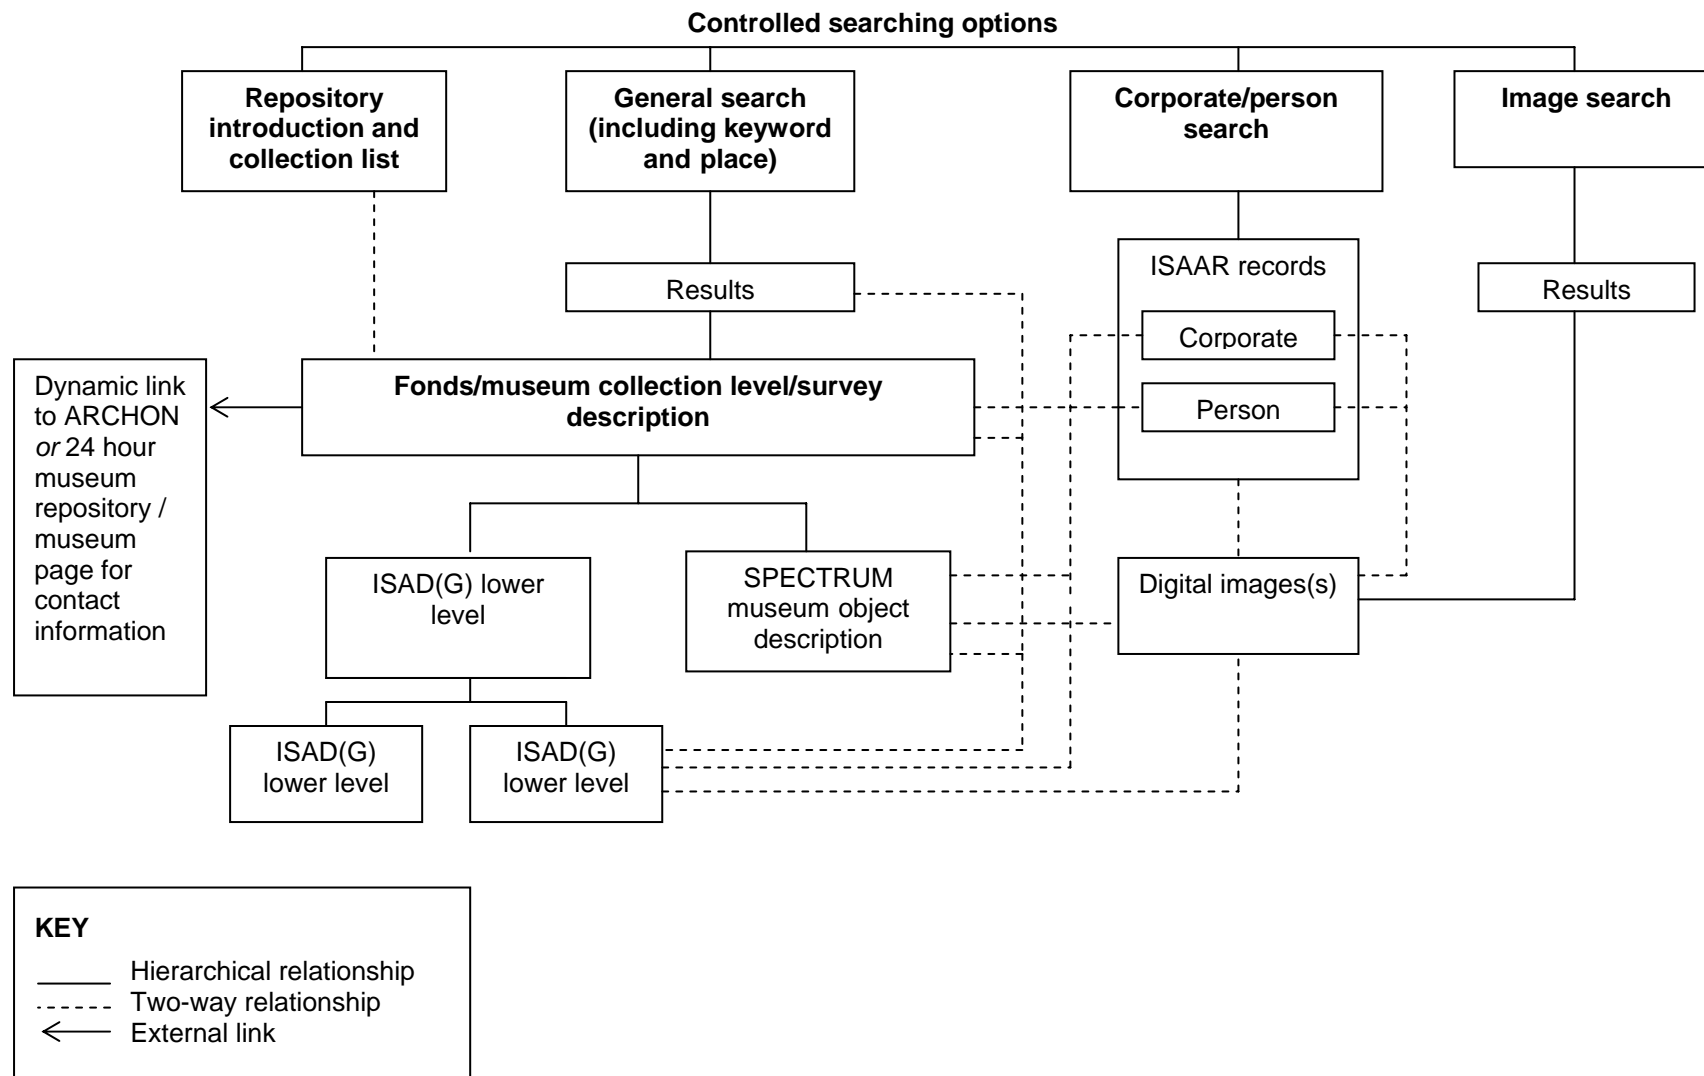 Controlled searching options
Repository
introduction and
collection list
General search
(including keyword
and place)
Corporate/person
search
Image search
Results
ISAAR records
Corporate
Person
Results
Dynamic link
to ARCHON
or 24 hour
museum
repository /
museum
page for
contact
information
Fonds/museum collection level/survey
description
ISAD(G) lower
level
SPECTRUM
museum object
description
Digital images(s)
ISAD(G)
lower level
ISAD(G)
lower level
KEY
Hierarchical relationship
Two-way relationship
External link